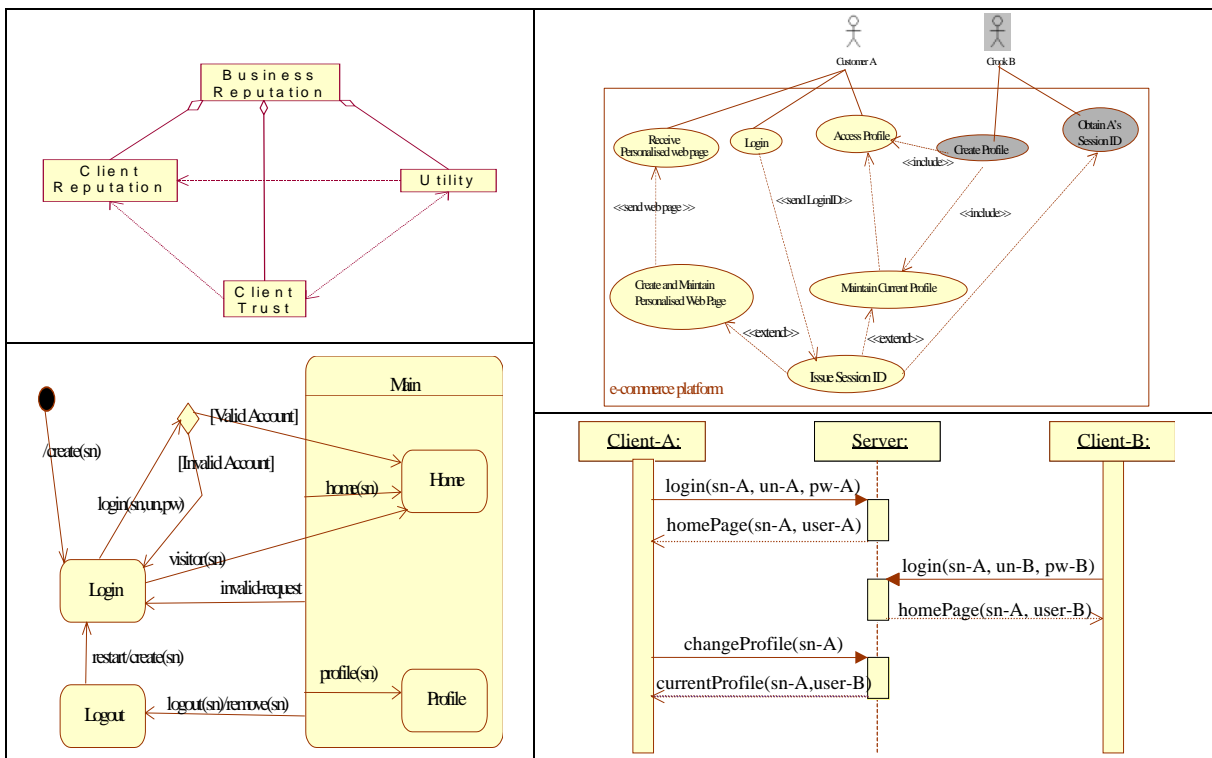 Business
Reputation
Client
Reputation
Utility
Client
Trust
Customer A
Crook B
Receive
Personalised web page
Login
Access Profile
Create Profile
Obtain A's
Session ID
<<include>>
<<send web page >>
<<send LoginID>>
<<include>>
Create and Maintain
Personalised Web Page
Maintain Current Profile
<<extend>>
<<extend>>
Issue Session ID
e-commerce platform
Main
[Valid Account]
/create(sn)
[Invalid Account]
login(sn,un,pw)
home(sn)
Home
visitor(sn)
Login
invalid-request
restart/create(sn)
profile(sn)
logout(sn)/remove(sn)
Logout
Profile
Client-A:
Server:
Client-B:
login(sn-A, un-A, pw-A)
homePage(sn-A, user-A)
login(sn-A, un-B, pw-B)
homePage(sn-A, user-B)
changeProfile(sn-A)
currentProfile(sn-A,user-B)